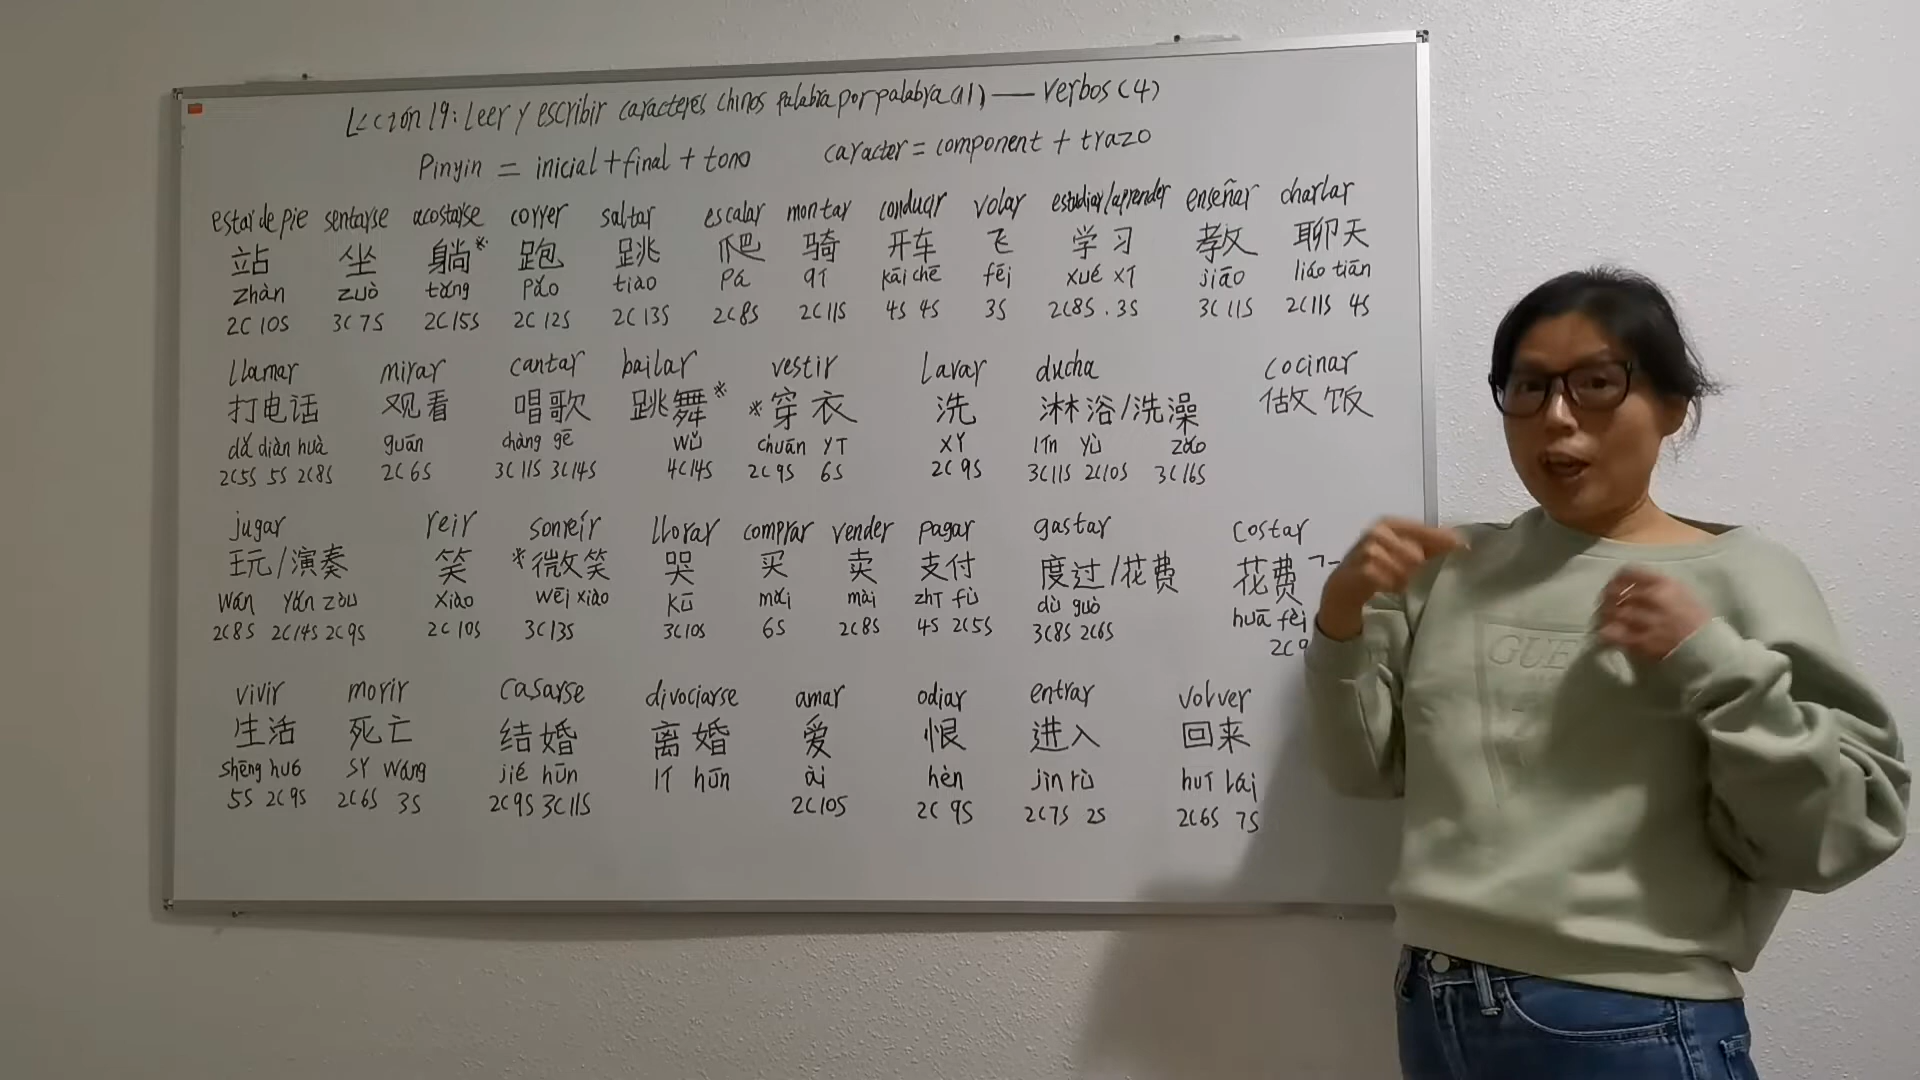 Lección 19: Leer y escribir caracteres chinos palabra por palabra (11) — Verbos (4)
Pinyin = inicial + final + tono caracter = component + trazo
estar de pie sentarse acostarse correr saltar escalar montar conducir volar estudiar/aprender enseñar charlar
站 坐 躺* 跑 跳 爬 骑 开车 飞 学习 教 聊天
zhàn zuò tǎng pǎo tiào pá qí kāi chē fēi xué xí jiāo liáo tiān
2C 10S 3C 7S 2C 15S 2C 12S 2C 13S 2C 8S 2C 11S 4S 4S 3S 2C 8S . 3S 3C 11S 2C 11S 4S
llamar mirar cantar bailar vestir Lavar ducha cocinar
打电话 观看 唱歌 跳舞* *穿衣 洗 淋浴/洗澡 做饭
dǎ diàn huà guān chàng gē wǔ chuān yī xǐ lín yù zǎo
2C 5S 5S 2C 8S 2C 6S 3C 11S 3C 14S 4C 14S 2C 9S 6S 2C 9S 3C 11S 2C 10S 3C 16S
jugar reir sonreír llorar comprar vender pagar gastar costar
玩/演奏 笑 *微笑 哭 买 卖 支付 度过/花费 花费
wán yǎn zòu xiào wēi xiào kū mǎi mài zhī fù dù guò huā fèi
2C 8S 2C 14S 2C 9S 2C 10S 3C 13S 3C 10S 6S 2C 8S 4S 2C 5S 3C 8S 2C 6S 2C 9
vivir morir casarse divociarse amar odiar entrar volver
生活 死亡 结婚 离婚 爱 恨 进入 回来
shēng huó sǐ wáng jié hūn lí hūn ài hèn jìn rù huí lái
5S 2C 9S 2C 6S 3S 2C 9S 3C 11S 2C 10S 2C 9S 2C 7S 2S 2C 6S 7S
GUE